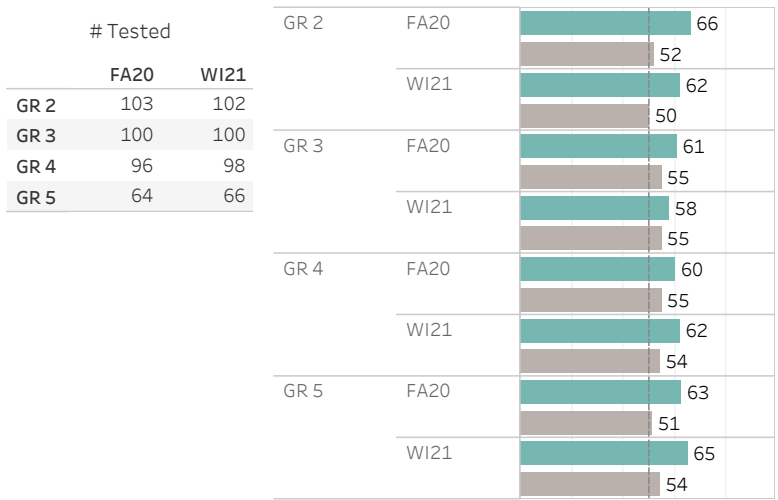 # Tested
FA20 WI21
GR 2 103 102
GR 3 100 100
GR 4 96 98
GR 5 64 66
GR 2 FA20 66
52
WI21 62
50
GR 3 FA20 61
55
WI21 58
55
GR 4 FA20 60
55
WI21 62
54
GR 5 FA20 63
51
WI21 65
54